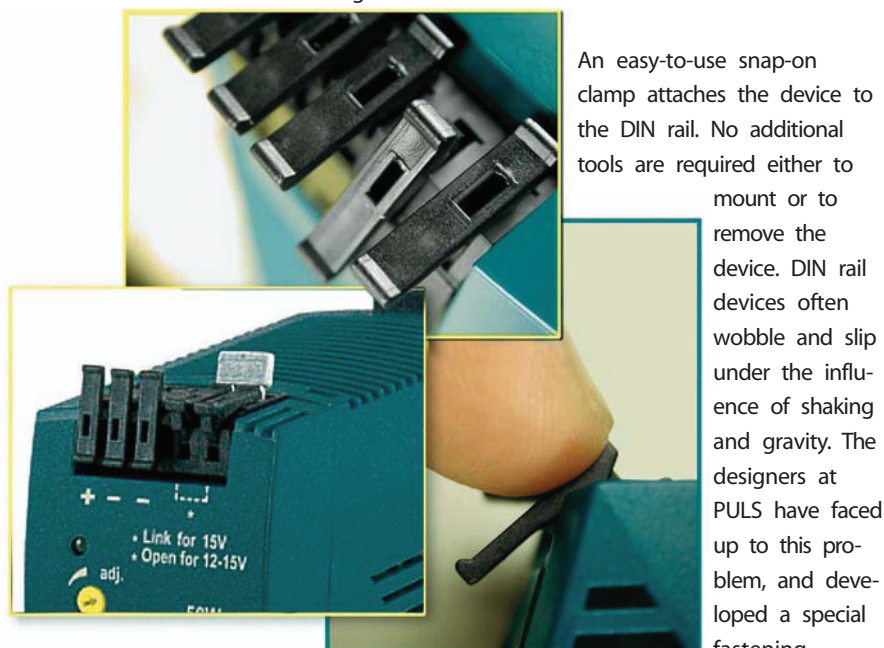 An easy-to-use snap-on
clamp attaches the device to
the DIN rail. No additional
tools are required either to
mount or to
remove the
device. DIN rail
devices often
wobble and slip
under the influ-
ence of shaking
and gravity. The
designers at
PULS have faced
up to this pro-
blem, and deve-
loped a special
fastening
+ − −
*
* Link for 15V
* Open for 12-15V
adj.
50W